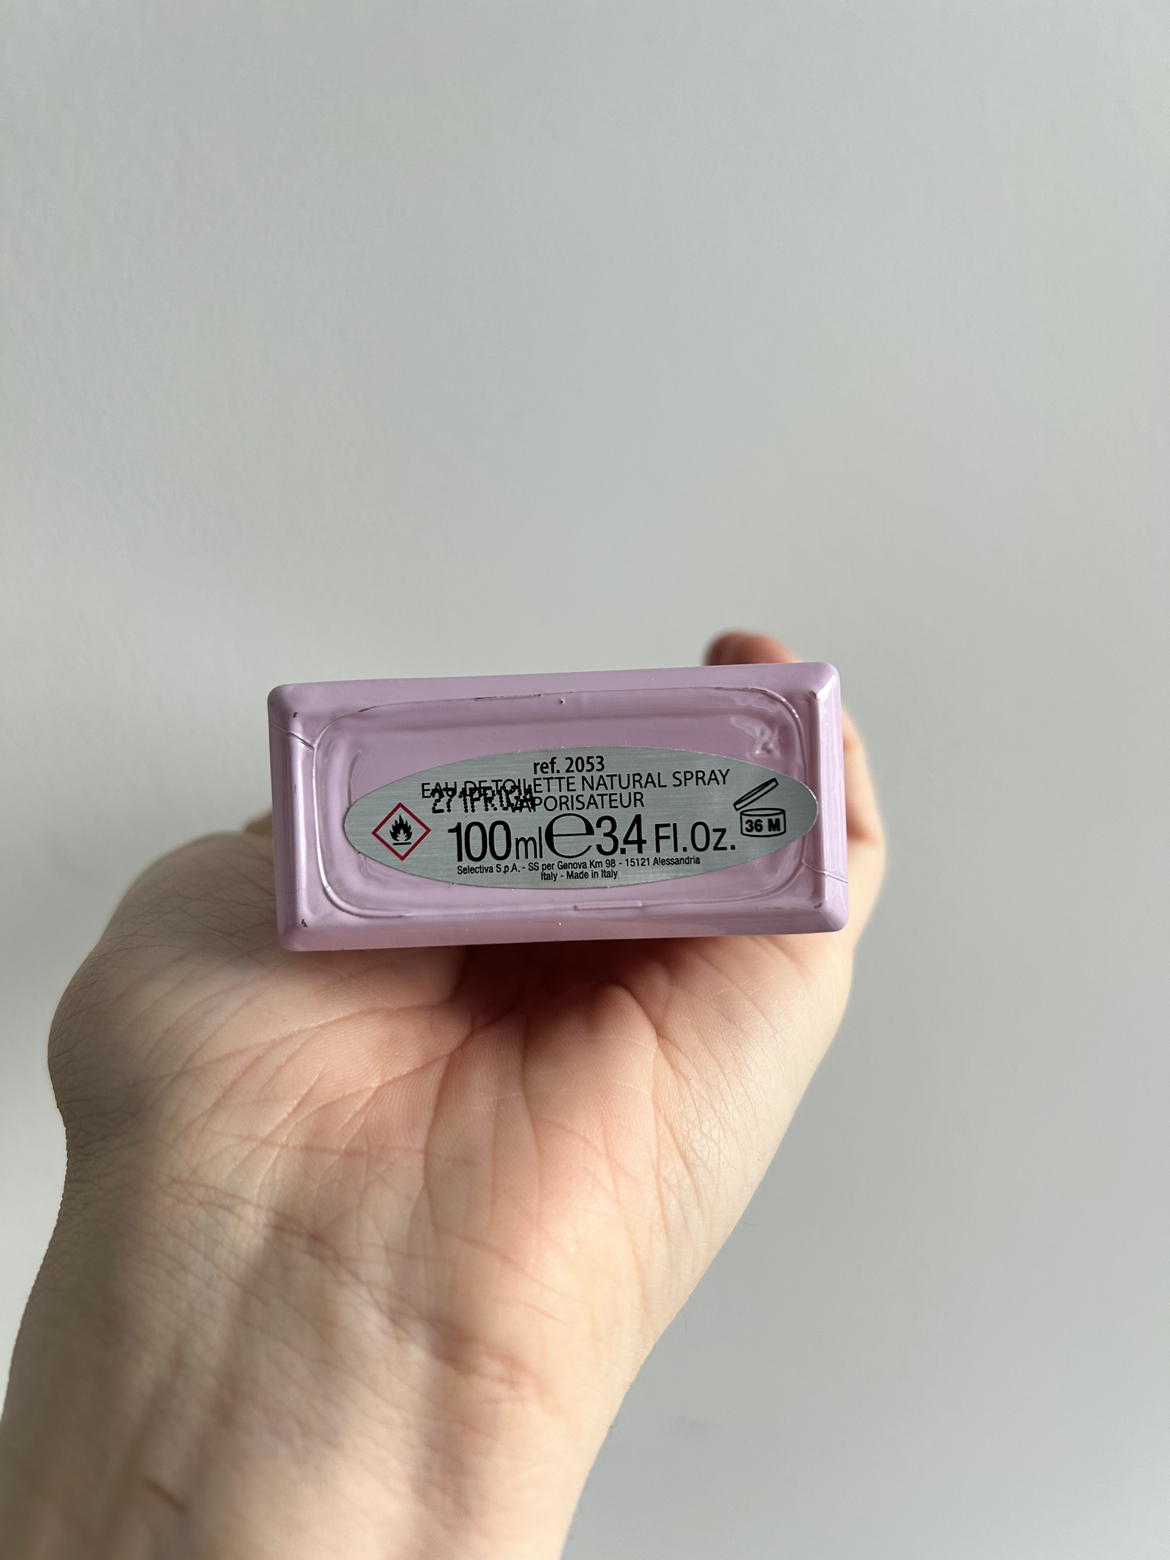 ref. 2053
EAU DE TOILETTE NATURAL SPRAY
VAPORISATEUR
100ml℮3.4 Fl.Oz.
36 M
Selectiva S.p.A. - SS per Genova Km 98 - 15121 Alessandria
Italy - Made in Italy